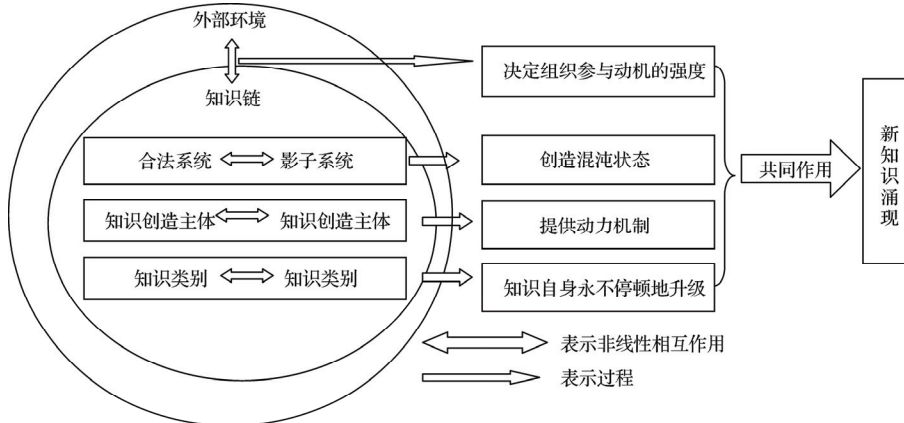 外部环境
知识链
决定组织参与动机的强度
合法系统 影子系统
创造混沌状态
知识创造主体 知识创造主体
提供动力机制
知识类别 知识类别
知识自身永不停顿地升级
共同作用
新知识涌现
表示非线性相互作用
表示过程